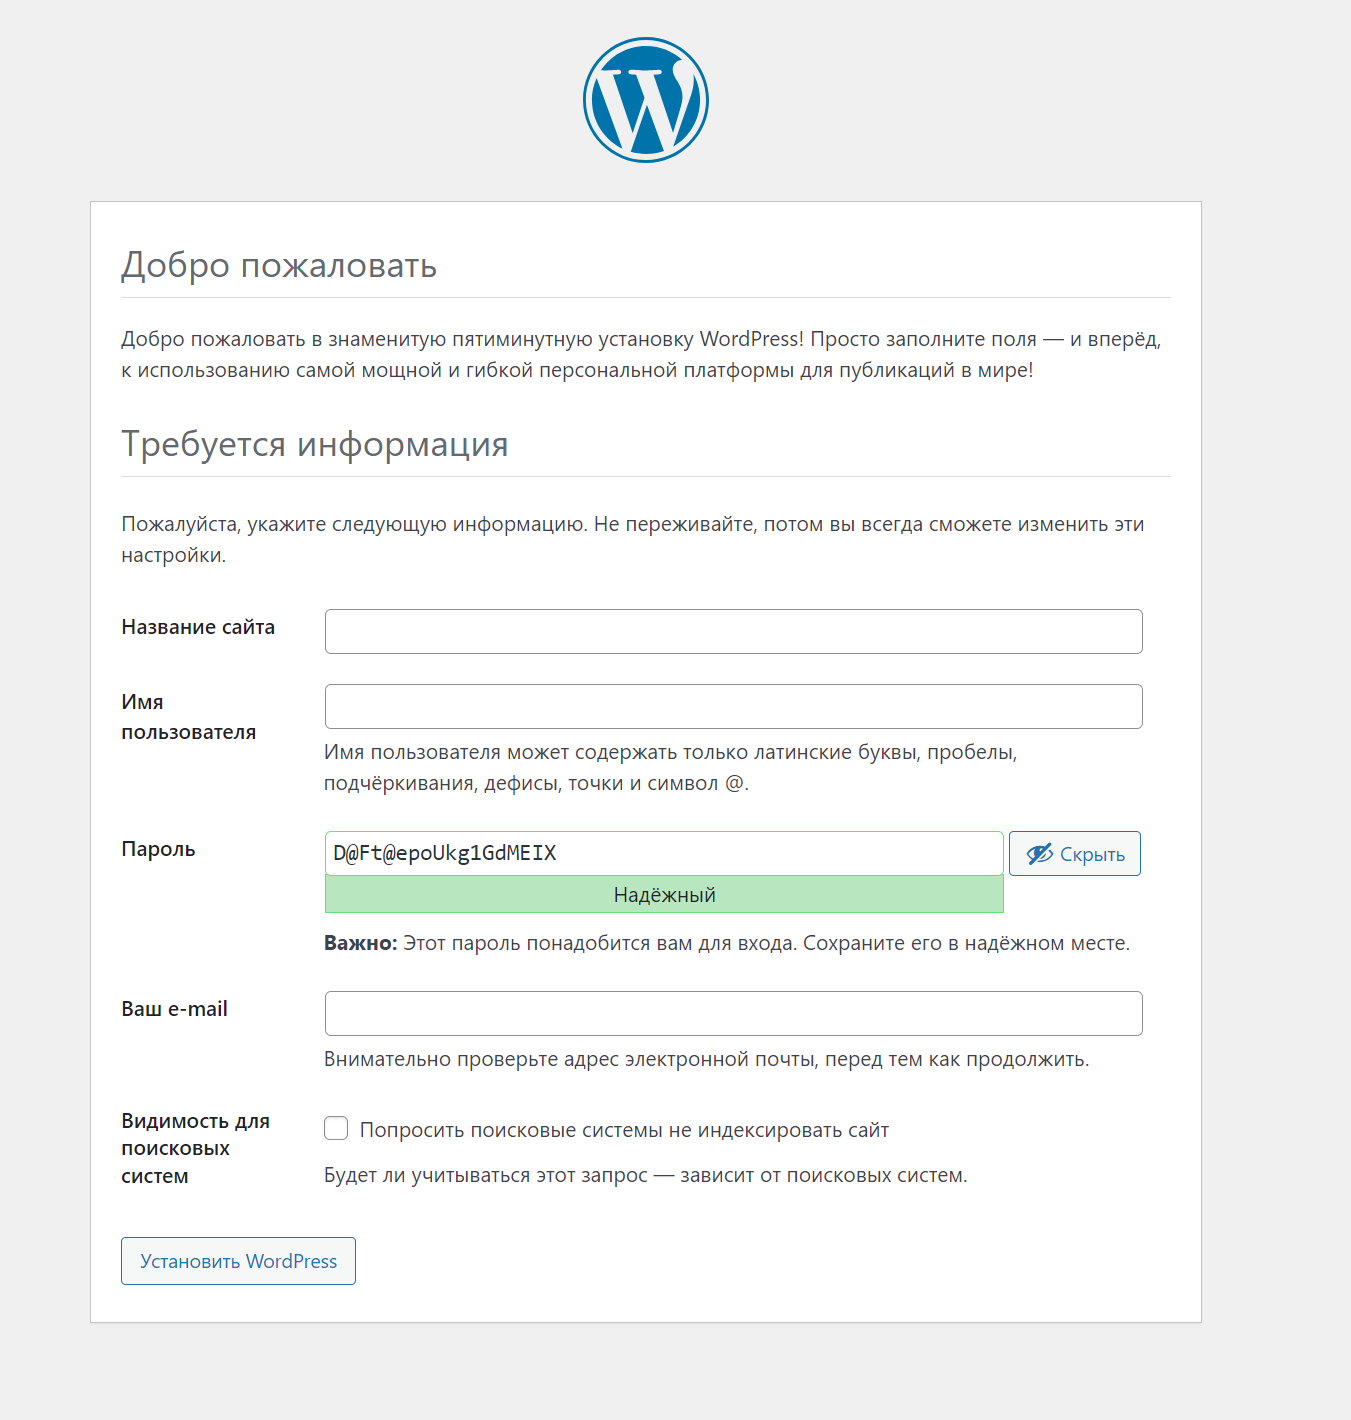 Добро пожаловать
Добро пожаловать в знаменитую пятиминутную установку WordPress! Просто заполните поля — и вперёд,
к использованию самой мощной и гибкой персональной платформы для публикаций в мире!
Требуется информация
Пожалуйста, укажите следующую информацию. Не переживайте, потом вы всегда сможете изменить эти
настройки.
Название сайта
Имя
пользователя
Имя пользователя может содержать только латинские буквы, пробелы,
подчёркивания, дефисы, точки и символ @.
Пароль
D@Ft@epoUkg1GdMEIX
Скрыть
Надёжный
Важно: Этот пароль понадобится вам для входа. Сохраните его в надёжном месте.
Ваш e-mail
Внимательно проверьте адрес электронной почты, перед тем как продолжить.
Видимость для
поисковых
систем
Попросить поисковые системы не индексировать сайт
Будет ли учитываться этот запрос — зависит от поисковых систем.
Установить WordPress